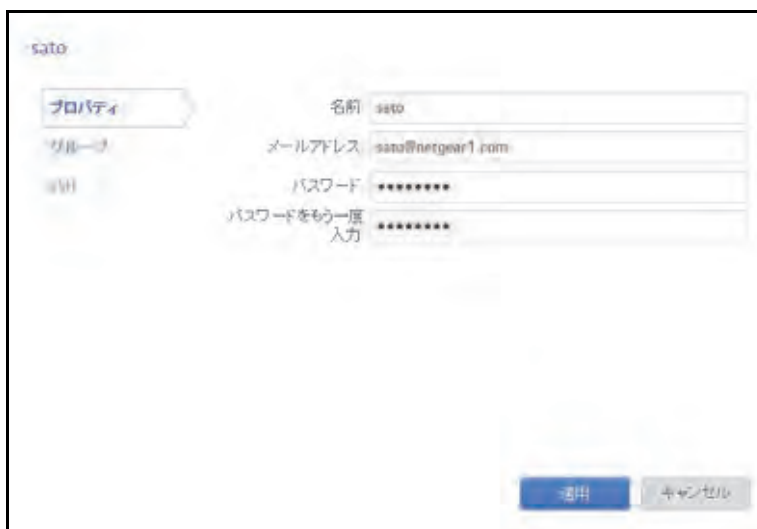 sato
プロパティ
グループ
SSH
名前 sato
メールアドレス sato@netgear1.com
パスワード ••••••••
パスワードをもう一度
入力 ••••••••
適用 キャンセル